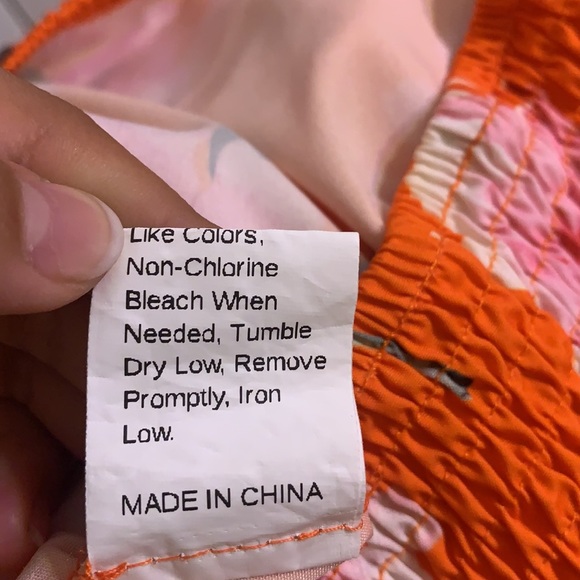 Like Colors,
Non-Chlorine
Bleach When
Needed, Tumble
Dry Low, Remove
Promptly, Iron
Low.
MADE IN CHINA